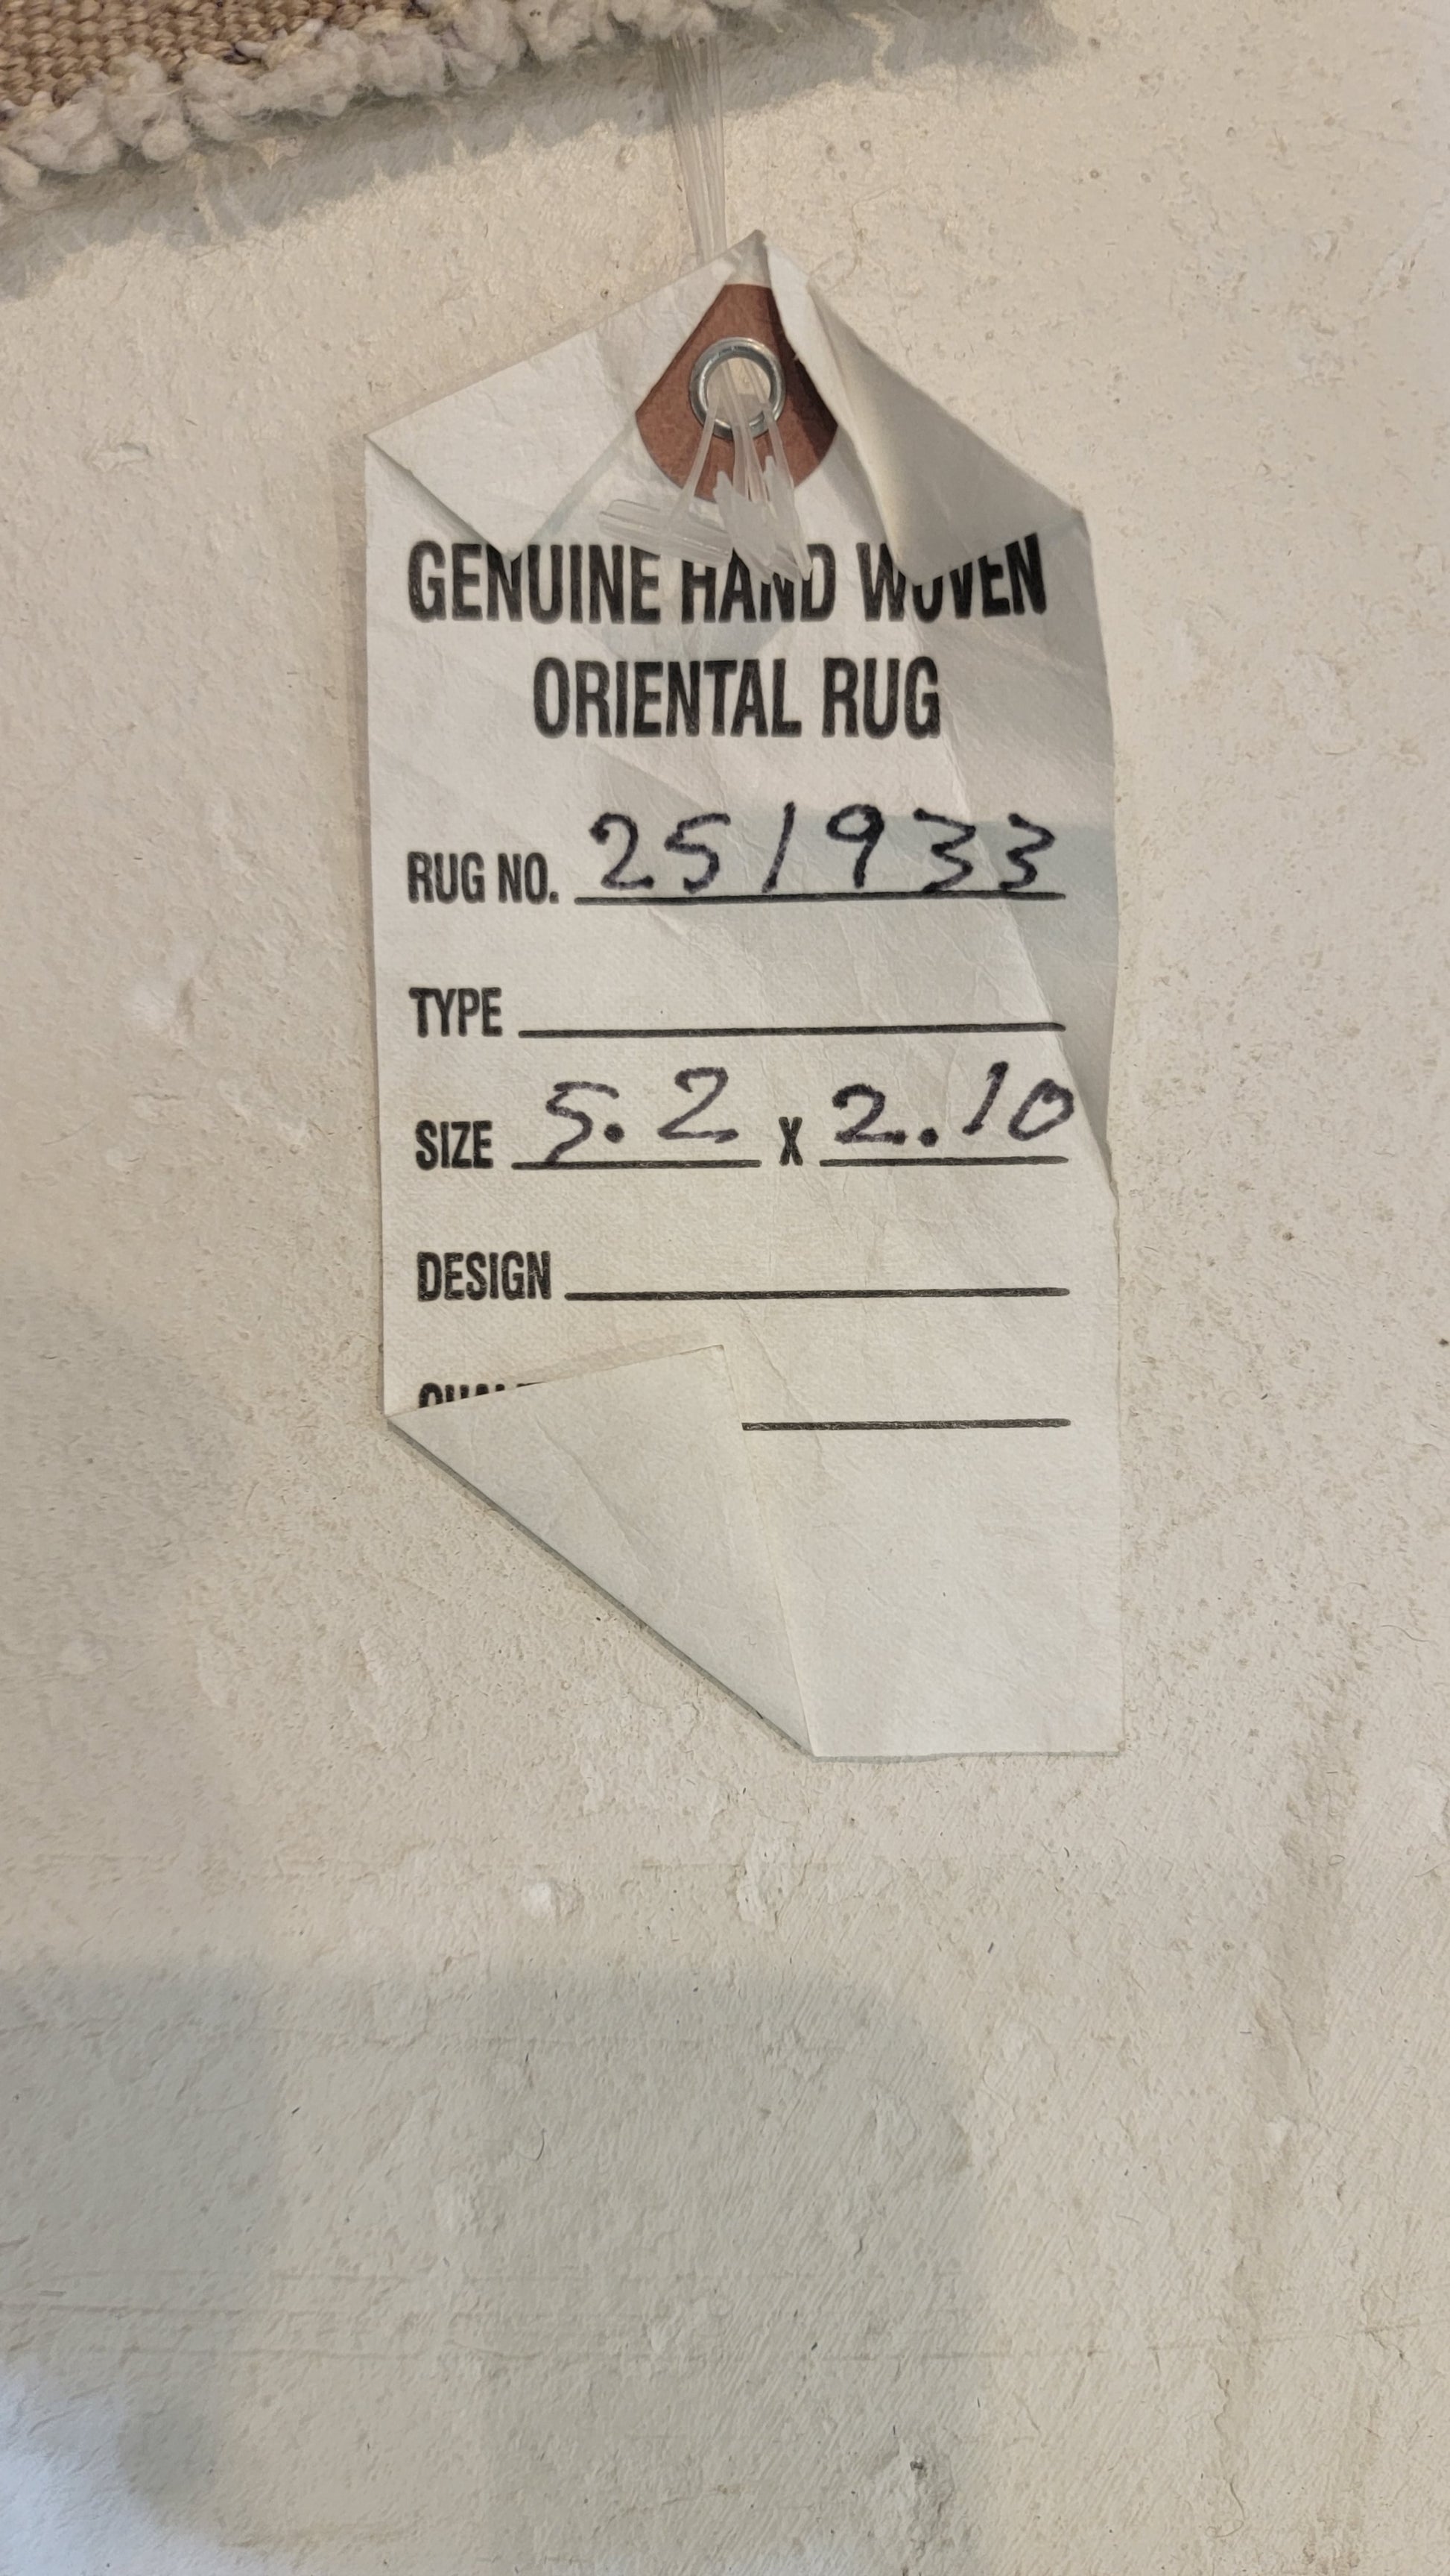 GENUINE HAND WOVEN
ORIENTAL RUG
RUG NO. 251933
TYPE
SIZE 5.2 X 2.10
DESIGN